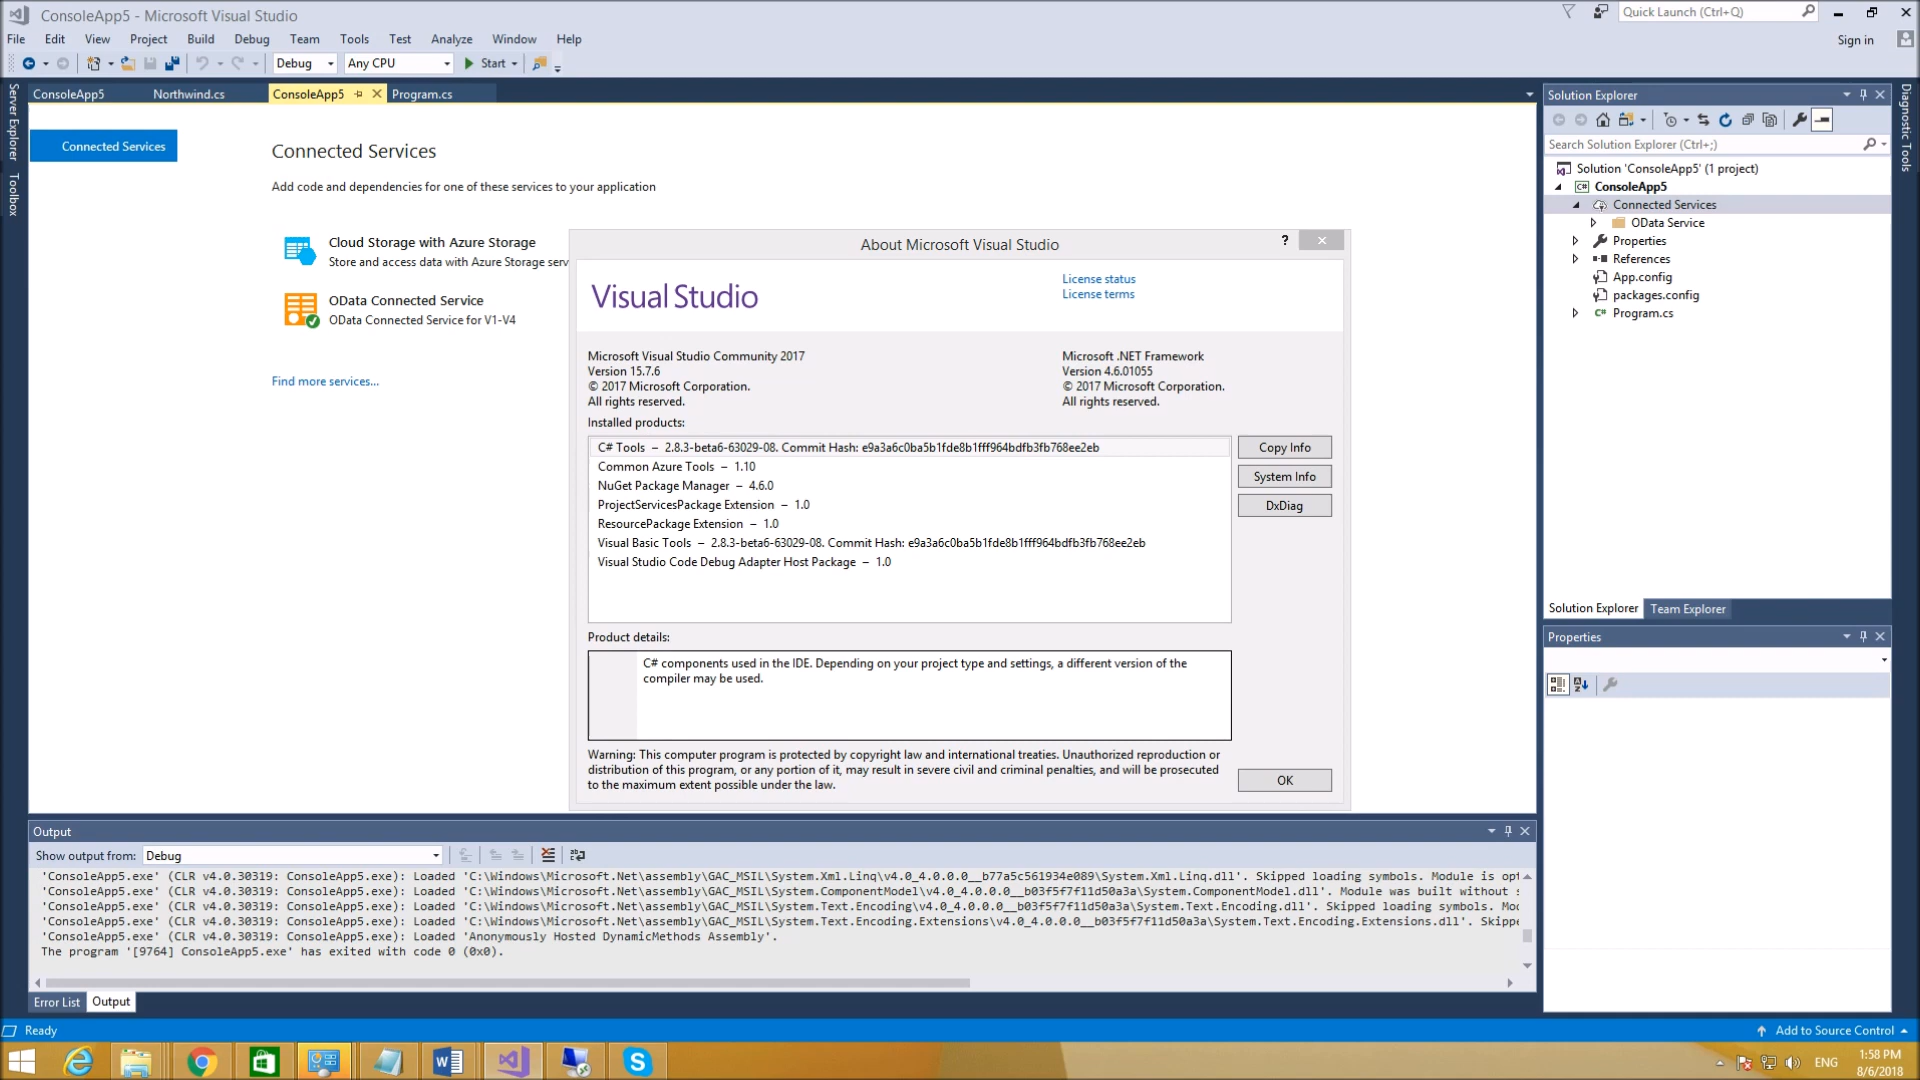 ConsoleApp5 - Microsoft Visual Studio
Quick Launch (Ctrl+Q)
File Edit View Project Build Debug Team Tools Test Analyze Window Help
Sign in
Debug Any CPU Start
Server Explorer
Toolbox
ConsoleApp5 Northwind.cs ConsoleApp5 Program.cs
Connected Services
Connected Services
Add code and dependencies for one of these services to your application
Cloud Storage with Azure Storage
Store and access data with Azure Storage serv
OData Connected Service
OData Connected Service for V1-V4
Find more services...
About Microsoft Visual Studio
?
Visual Studio
License status
License terms
Microsoft Visual Studio Community 2017
Version 15.7.6
© 2017 Microsoft Corporation.
All rights reserved.
Microsoft .NET Framework
Version 4.6.01055
© 2017 Microsoft Corporation.
All rights reserved.
Installed products:
C# Tools – 2.8.3-beta6-63029-08. Commit Hash: e9a3a6c0ba5b1fde8b1fff964bdfb3fb768ee2eb
Common Azure Tools – 1.10
NuGet Package Manager – 4.6.0
ProjectServicesPackage Extension – 1.0
ResourcePackage Extension – 1.0
Visual Basic Tools – 2.8.3-beta6-63029-08. Commit Hash: e9a3a6c0ba5b1fde8b1fff964bdfb3fb768ee2eb
Visual Studio Code Debug Adapter Host Package – 1.0
Copy Info
System Info
DxDiag
Product details:
C# components used in the IDE. Depending on your project type and settings, a different version of the
compiler may be used.
Warning: This computer program is protected by copyright law and international treaties. Unauthorized reproduction or
distribution of this program, or any portion of it, may result in severe civil and criminal penalties, and will be prosecuted
to the maximum extent possible under the law.
OK
Solution Explorer
Search Solution Explorer (Ctrl+;)
Solution 'ConsoleApp5' (1 project)
C# ConsoleApp5
Connected Services
OData Service
Properties
References
App.config
packages.config
C# Program.cs
Solution Explorer Team Explorer
Properties
Diagnostic Tools
Output
Show output from: Debug
'ConsoleApp5.exe' (CLR v4.0.30319: ConsoleApp5.exe): Loaded 'C:\Windows\Microsoft.Net\assembly\GAC_MSIL\System.Xml.Linq\v4.0_4.0.0.0__b77a5c561934e089\System.Xml.Linq.dll'. Skipped loading symbols. Module is opt
'ConsoleApp5.exe' (CLR v4.0.30319: ConsoleApp5.exe): Loaded 'C:\Windows\Microsoft.Net\assembly\GAC_MSIL\System.ComponentModel\v4.0_4.0.0.0__b03f5f7f11d50a3a\System.ComponentModel.dll'. Module was built without s
'ConsoleApp5.exe' (CLR v4.0.30319: ConsoleApp5.exe): Loaded 'C:\Windows\Microsoft.Net\assembly\GAC_MSIL\System.Text.Encoding\v4.0_4.0.0.0__b03f5f7f11d50a3a\System.Text.Encoding.dll'. Skipped loading symbols. Mod
'ConsoleApp5.exe' (CLR v4.0.30319: ConsoleApp5.exe): Loaded 'C:\Windows\Microsoft.Net\assembly\GAC_MSIL\System.Text.Encoding.Extensions\v4.0_4.0.0.0__b03f5f7f11d50a3a\System.Text.Encoding.Extensions.dll'. Skippe
'ConsoleApp5.exe' (CLR v4.0.30319: ConsoleApp5.exe): Loaded 'Anonymously Hosted DynamicMethods Assembly'.
The program '[9764] ConsoleApp5.exe' has exited with code 0 (0x0).
Error List Output
Ready
Add to Source Control
ENG
1:58 PM
8/6/2018